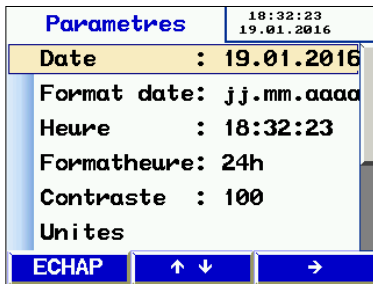 Parametres
18:32:23
19.01.2016
Date : 19.01.2016
Format date: jj.mm.aaaa
Heure : 18:32:23
Formatheure: 24h
Contraste : 100
Unites
ECHAP ↑ ↓ →